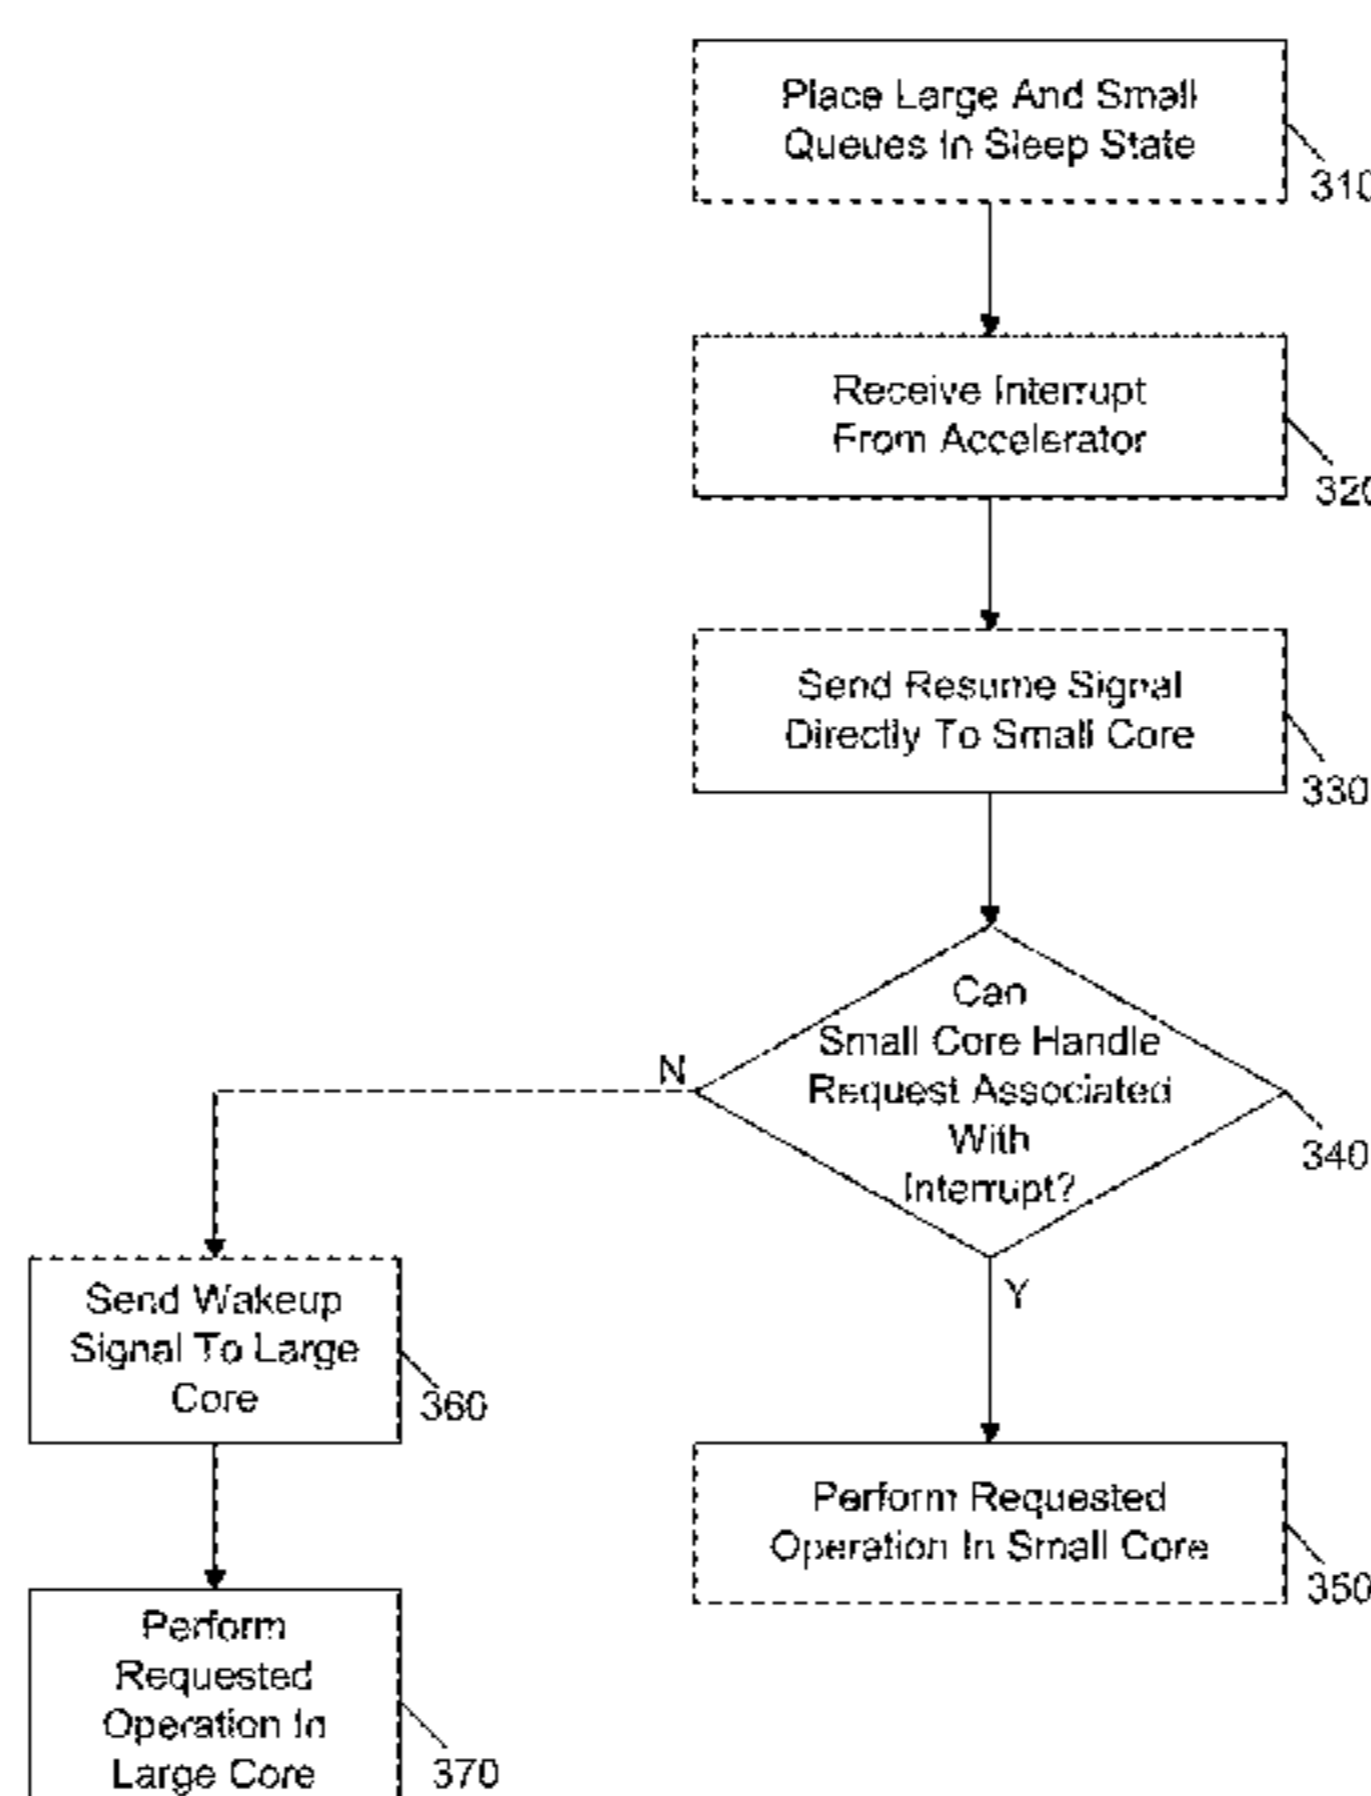 Place Large And Small
Queues In Sleep State
310
Receive Interrupt
From Accelerator
320
Send Resume Signal
Directly To Small Core
330
Can
Small Core Handle
Request Associated
With
Interrupt?
340
N
Y
Send Wakeup
Signal To Large
Core
360
Perform Requested
Operation In Small Core
350
Perform
Requested
Operation In
Large Core
370